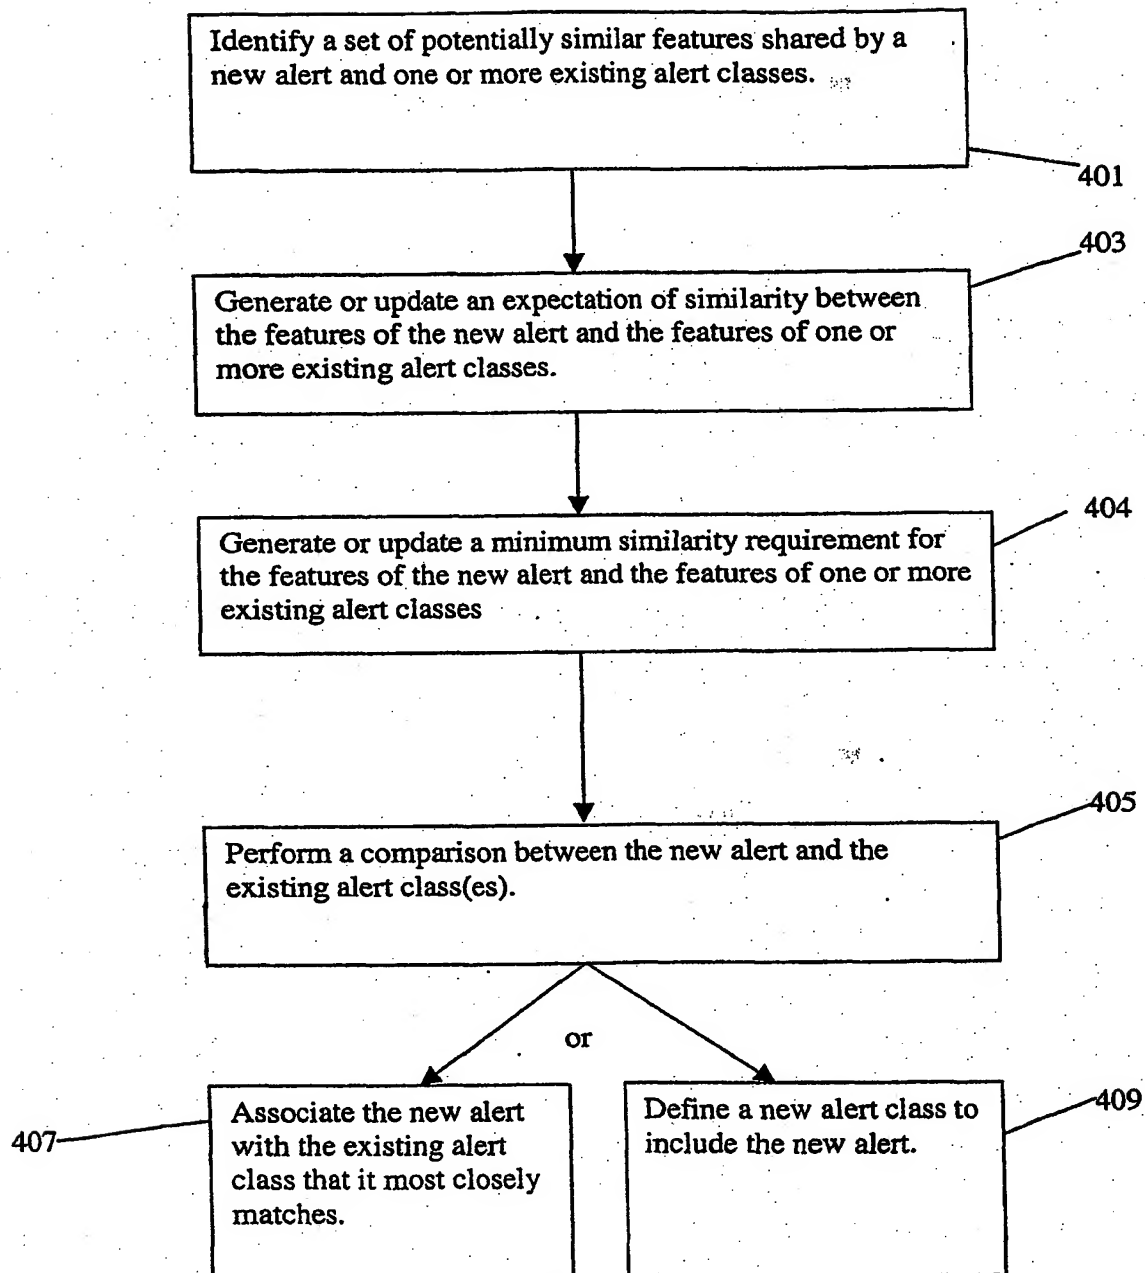 Identify a set of potentially similar features shared by a
new alert and one or more existing alert classes.
401
403
Generate or update an expectation of similarity between
the features of the new alert and the features of one or
more existing alert classes.
404
Generate or update a minimum similarity requirement for
the features of the new alert and the features of one or more
existing alert classes
405
Perform a comparison between the new alert and the
existing alert class(es).
or
407
Associate the new alert
with the existing alert
class that it most closely
matches.
Define a new alert class to
include the new alert.
409